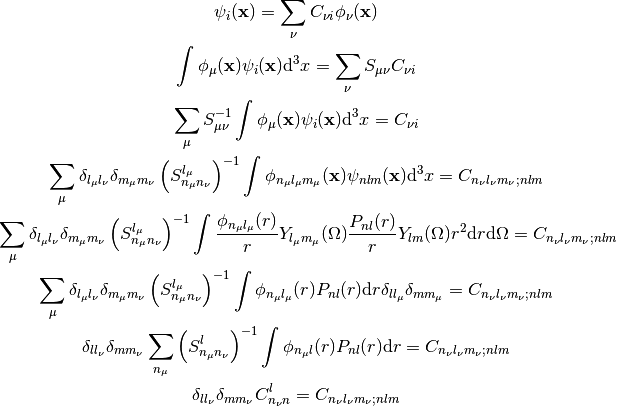 \psi_i(\mathbf{x}) = \sum_\nu C_{\nu i} \phi_\nu(\mathbf{x})
\int \phi_\mu(\mathbf{x}) \psi_i(\mathbf{x}) \mathrm{d}^3 x = \sum_\nu S_{\mu\nu} C_{\nu i}
\sum_\mu S^{-1}_{\mu\nu} \int \phi_\mu(\mathbf{x}) \psi_i(\mathbf{x}) \mathrm{d}^3 x = C_{\nu i}
\sum_\mu \delta_{l_\mu l_\nu} \delta_{m_\mu m_\nu} \left(S^{l_\mu}_{n_\mu n_\nu}\right)^{-1} \int \phi_{n_\mu l_\mu m_\mu}(\mathbf{x}) \psi_{nlm}(\mathbf{x}) \mathrm{d}^3 x = C_{n_\nu l_\nu m_\nu; nlm}
\sum_\mu \delta_{l_\mu l_\nu} \delta_{m_\mu m_\nu} \left(S^{l_\mu}_{n_\mu n_\nu}\right)^{-1} \int \frac{\phi_{n_\mu l_\mu}(r)}{r} Y_{l_\mu m_\mu}(\Omega) \frac{P_{nl}(r)}{r} Y_{lm}(\Omega) r^2 \mathrm{d}r \mathrm{d}\Omega = C_{n_\nu l_\nu m_\nu; nlm}
\sum_\mu \delta_{l_\mu l_\nu} \delta_{m_\mu m_\nu} \left(S^{l_\mu}_{n_\mu n_\nu}\right)^{-1} \int \phi_{n_\mu l_\mu}(r) P_{nl}(r) \mathrm{d}r \delta_{l l_\mu} \delta_{m m_\mu} = C_{n_\nu l_\nu m_\nu; nlm}
\delta_{l l_\nu} \delta_{m m_\nu} \sum_{n_\mu} \left(S^{l}_{n_\mu n_\nu}\right)^{-1} \int \phi_{n_\mu l}(r) P_{nl}(r) \mathrm{d}r = C_{n_\nu l_\nu m_\nu; nlm}
\delta_{l l_\nu} \delta_{m m_\nu} C^l_{n_\nu n} = C_{n_\nu l_\nu m_\nu; nlm}